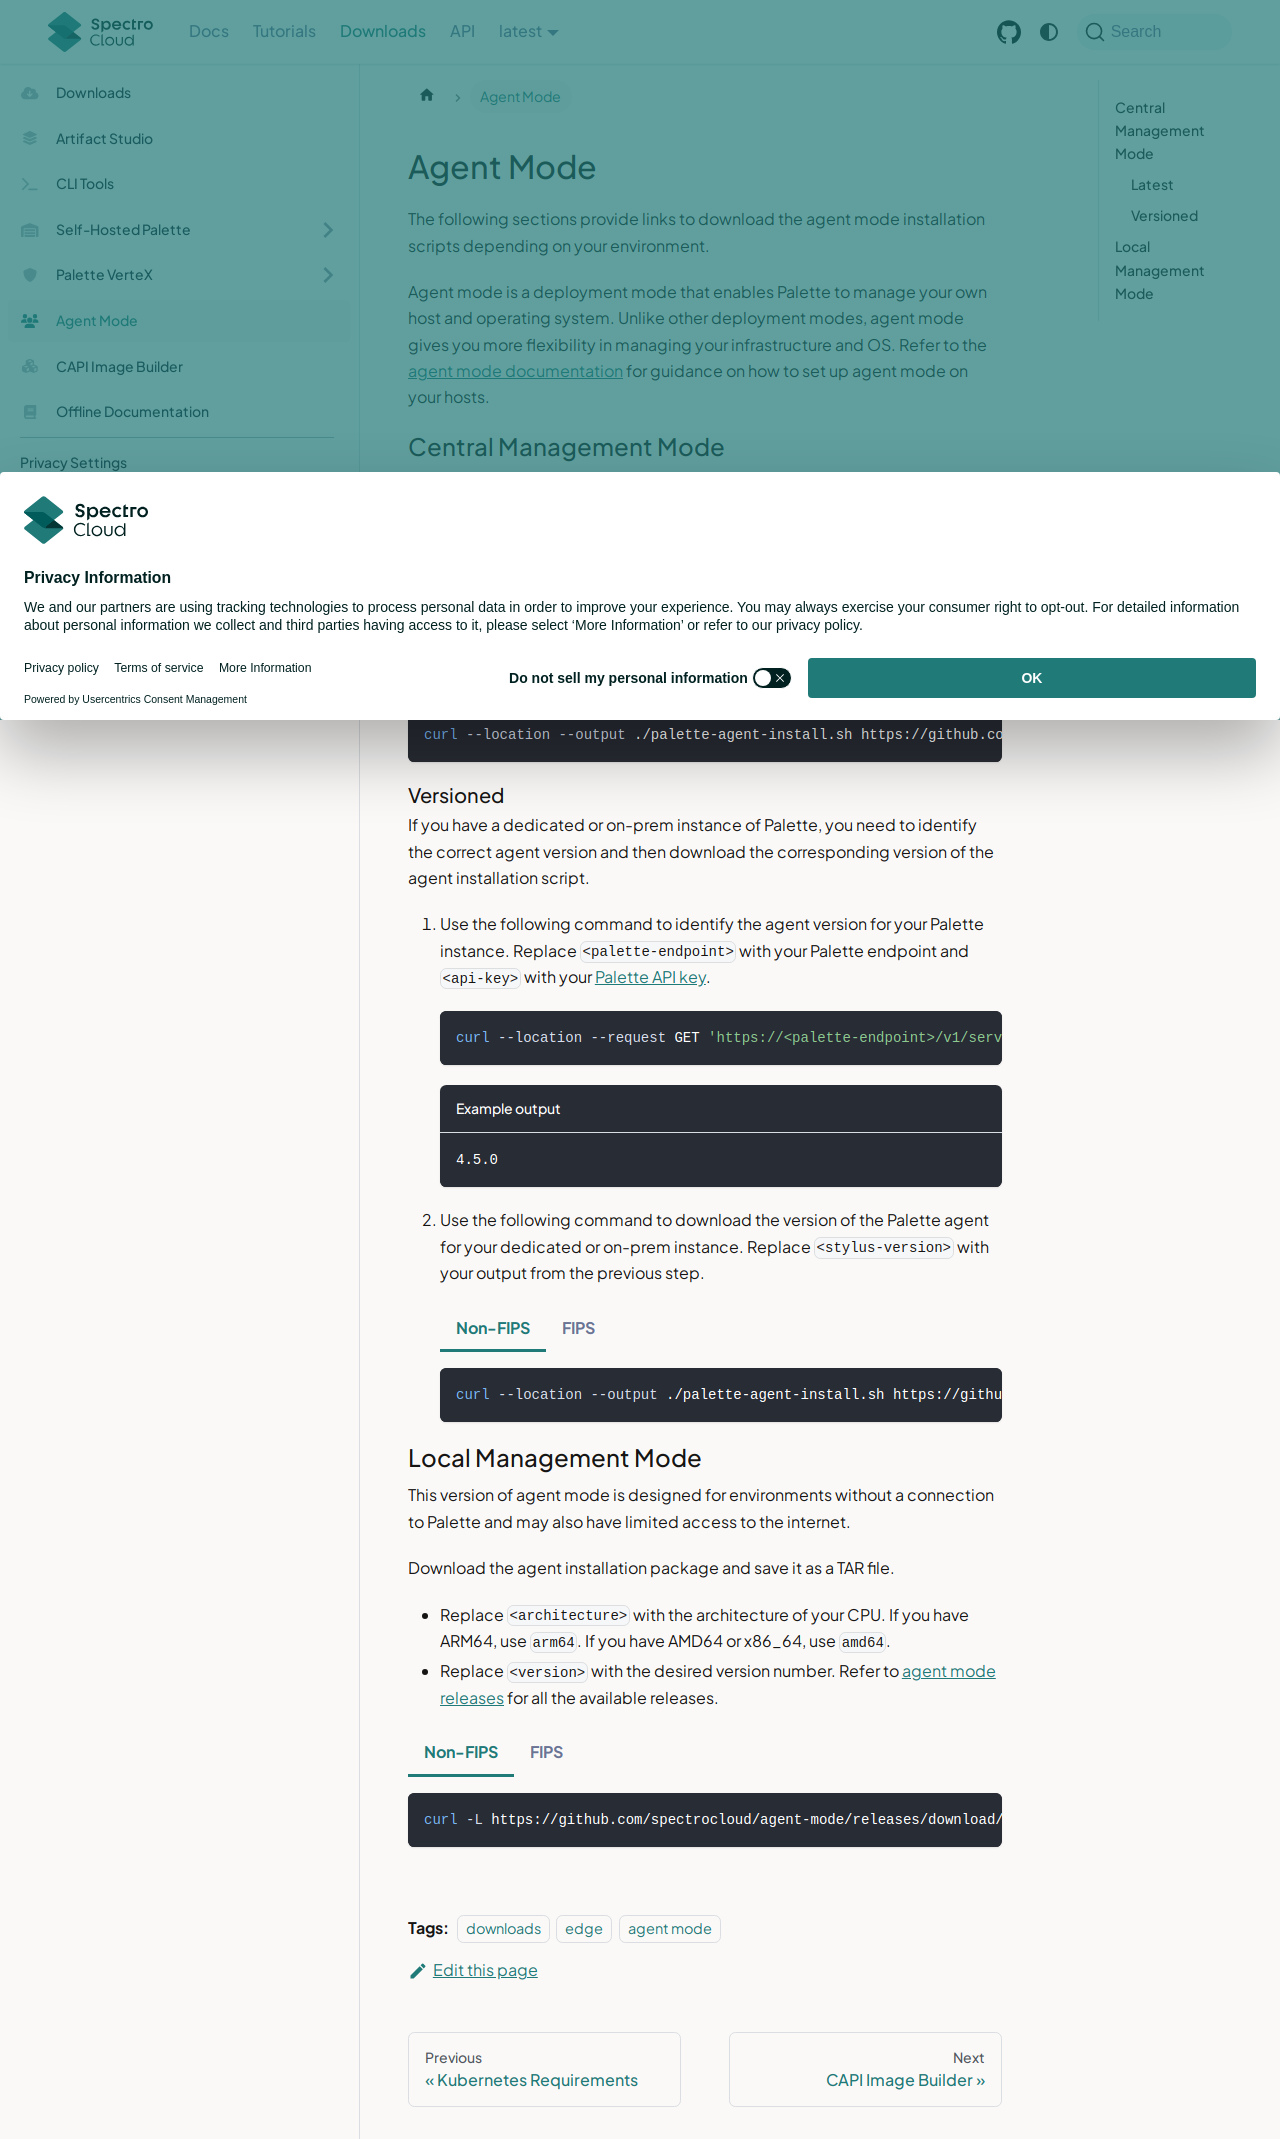 Spectro
Cloud
Docs
Tutorials
Downloads
API
latest
Search
Downloads
Artifact Studio
CLI Tools
Self-Hosted Palette
Palette VerteX
Agent Mode
CAPI Image Builder
Offline Documentation
Privacy Settings
Agent Mode
Central
Management
Mode
Latest
Versioned
Local
Management
Mode
Agent Mode
The following sections provide links to download the agent mode installation
scripts depending on your environment.
Agent mode is a deployment mode that enables Palette to manage your own
host and operating system. Unlike other deployment modes, agent mode
gives you more flexibility in managing your infrastructure and OS. Refer to the
agent mode documentation for guidance on how to set up agent mode on
your hosts.
Central Management Mode
Spectro
Cloud
Privacy Information
We and our partners are using tracking technologies to process personal data in order to improve your experience. You may always exercise your consumer right to opt-out. For detailed information
about personal information we collect and third parties having access to it, please select ‘More Information’ or refer to our privacy policy.
Privacy policy
Terms of service
More Information
Powered by Usercentrics Consent Management
Do not sell my personal information
OK
curl --location --output ./palette-agent-install.sh https://github.co
Versioned
If you have a dedicated or on-prem instance of Palette, you need to identify
the correct agent version and then download the corresponding version of the
agent installation script.
1. Use the following command to identify the agent version for your Palette
instance. Replace <palette-endpoint> with your Palette endpoint and
<api-key> with your Palette API key.
curl --location --request GET 'https://<palette-endpoint>/v1/serv
Example output
4.5.0
2. Use the following command to download the version of the Palette agent
for your dedicated or on-prem instance. Replace <stylus-version> with
your output from the previous step.
Non-FIPS
FIPS
curl --location --output ./palette-agent-install.sh https://githu
Local Management Mode
This version of agent mode is designed for environments without a connection
to Palette and may also have limited access to the internet.
Download the agent installation package and save it as a TAR file.
Replace <architecture> with the architecture of your CPU. If you have
ARM64, use arm64. If you have AMD64 or x86_64, use amd64.
Replace <version> with the desired version number. Refer to agent mode
releases for all the available releases.
Non-FIPS
FIPS
curl -L https://github.com/spectrocloud/agent-mode/releases/download/
Tags:
downloads
edge
agent mode
Edit this page
Previous
« Kubernetes Requirements
Next
CAPI Image Builder »